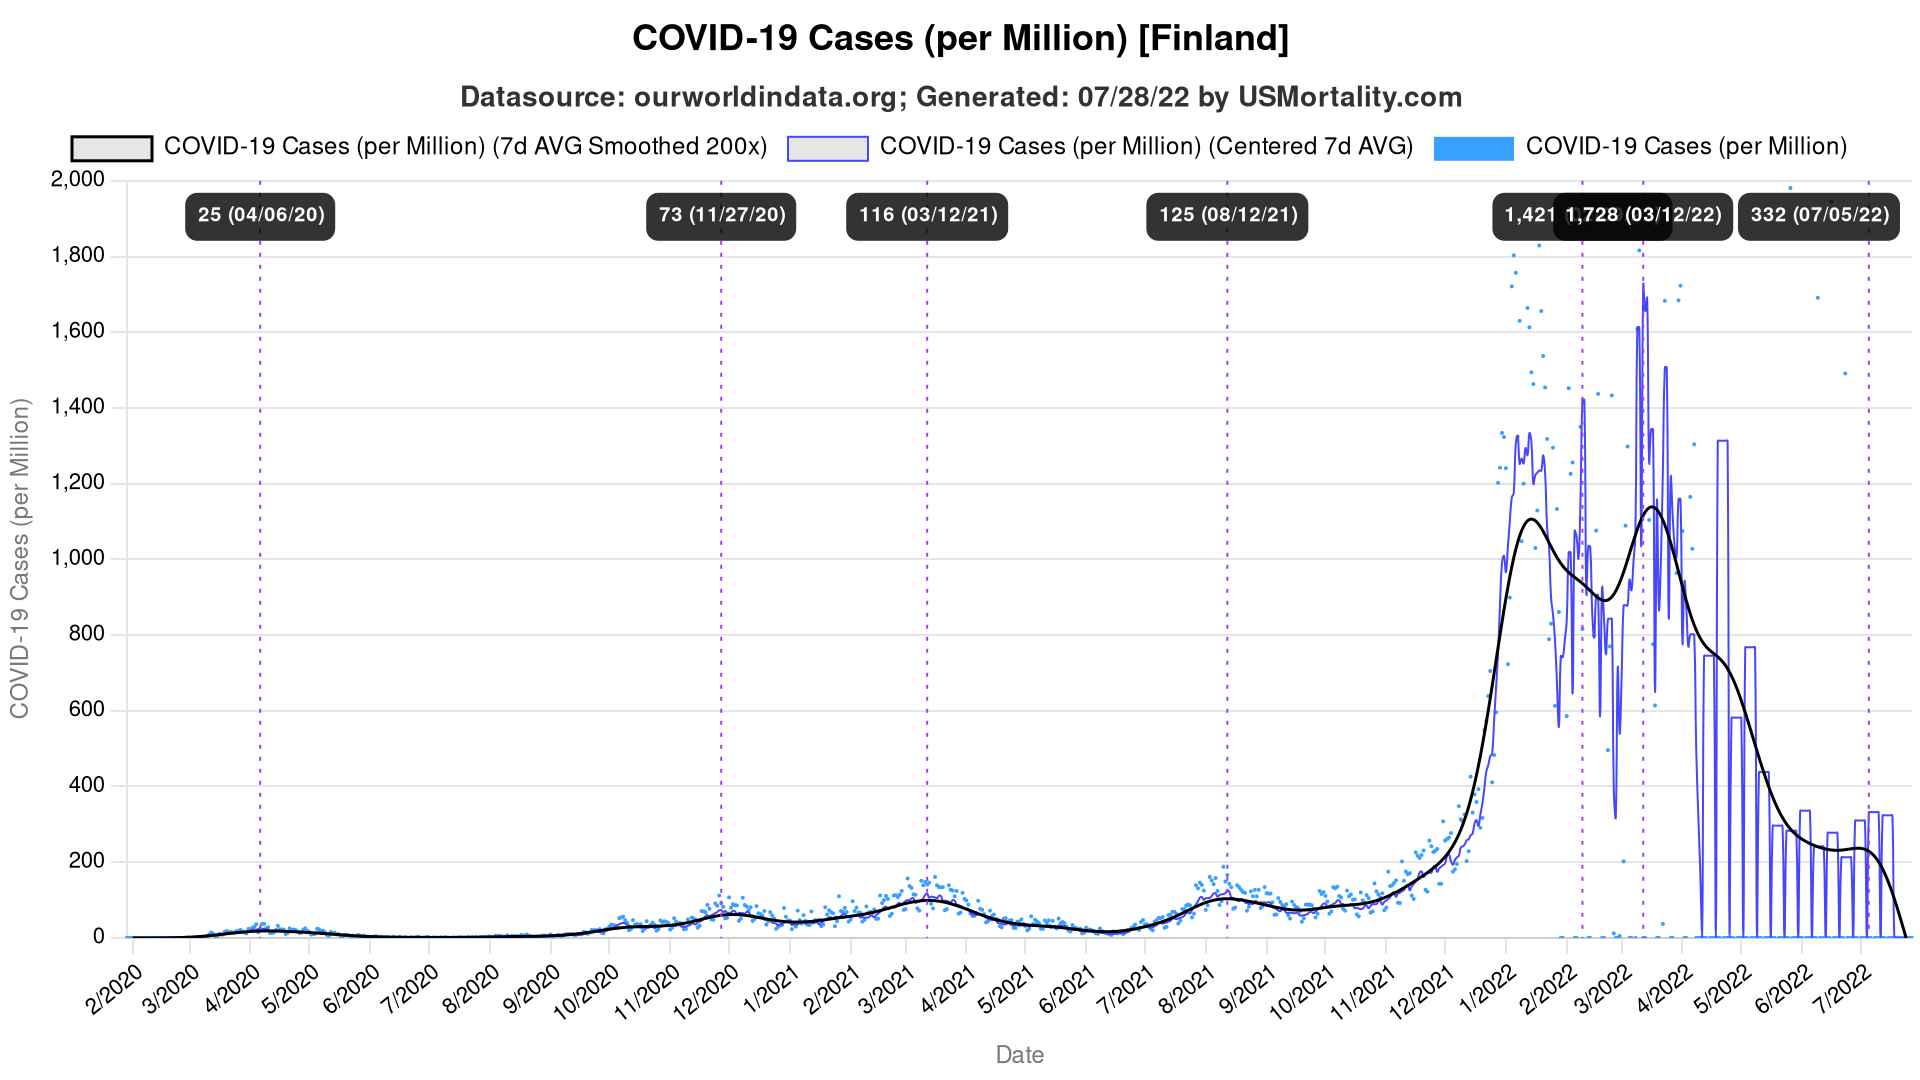 COVID-19 Cases (per Million) [Finland]
Datasource: ourworldindata.org; Generated: 07/28/22 by USMortality.com
COVID-19 Cases (per Million) (7d AVG Smoothed 200x) COVID-19 Cases (per Million) (Centered 7d AVG) COVID-19 Cases (per Million)
25 (04/06/20) 73 (11/27/20) 116 (03/12/21) 125 (08/12/21) 1,421 1,728 (03/12/22) 332 (07/05/22)
2,000
1,800
1,600
1,400
1,200
1,000
800
600
400
200
0
COVID-19 Cases (per Million)
2/2020 3/2020 4/2020 5/2020 6/2020 7/2020 8/2020 9/2020 10/2020 11/2020 12/2020 1/2021 2/2021 3/2021 4/2021 5/2021 6/2021 7/2021 8/2021 9/2021 10/2021 11/2021 12/2021 1/2022 2/2022 3/2022 4/2022 5/2022 6/2022 7/2022
Date